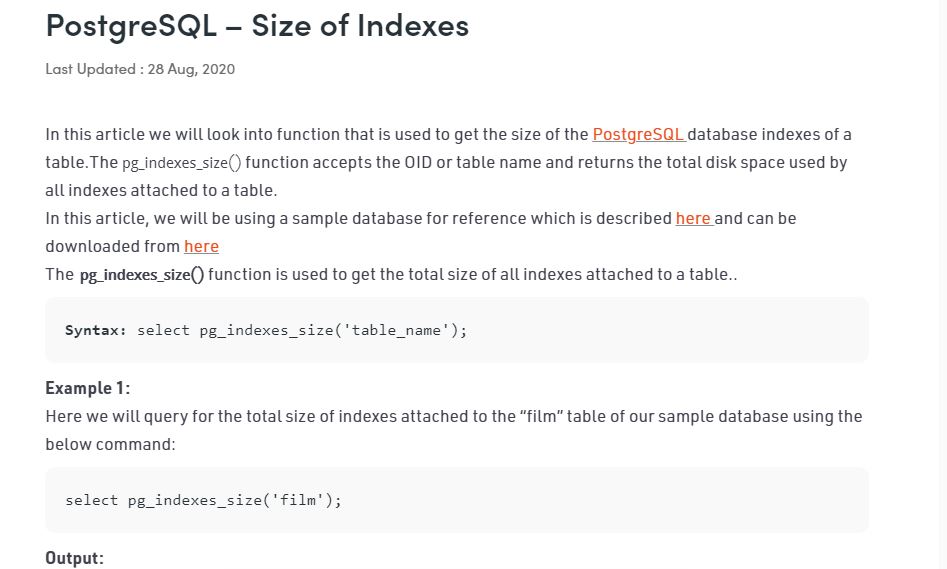 PostgreSQL – Size of Indexes
Last Updated : 28 Aug, 2020
In this article we will look into function that is used to get the size of the PostgreSQL database indexes of a
table.The pg_indexes_size() function accepts the OID or table name and returns the total disk space used by
all indexes attached to a table.
In this article, we will be using a sample database for reference which is described here and can be
downloaded from here
The pg_indexes_size() function is used to get the total size of all indexes attached to a table..
Syntax: select pg_indexes_size('table_name');
Example 1:
Here we will query for the total size of indexes attached to the “film” table of our sample database using the
below command:
select pg_indexes_size('film');
Output: